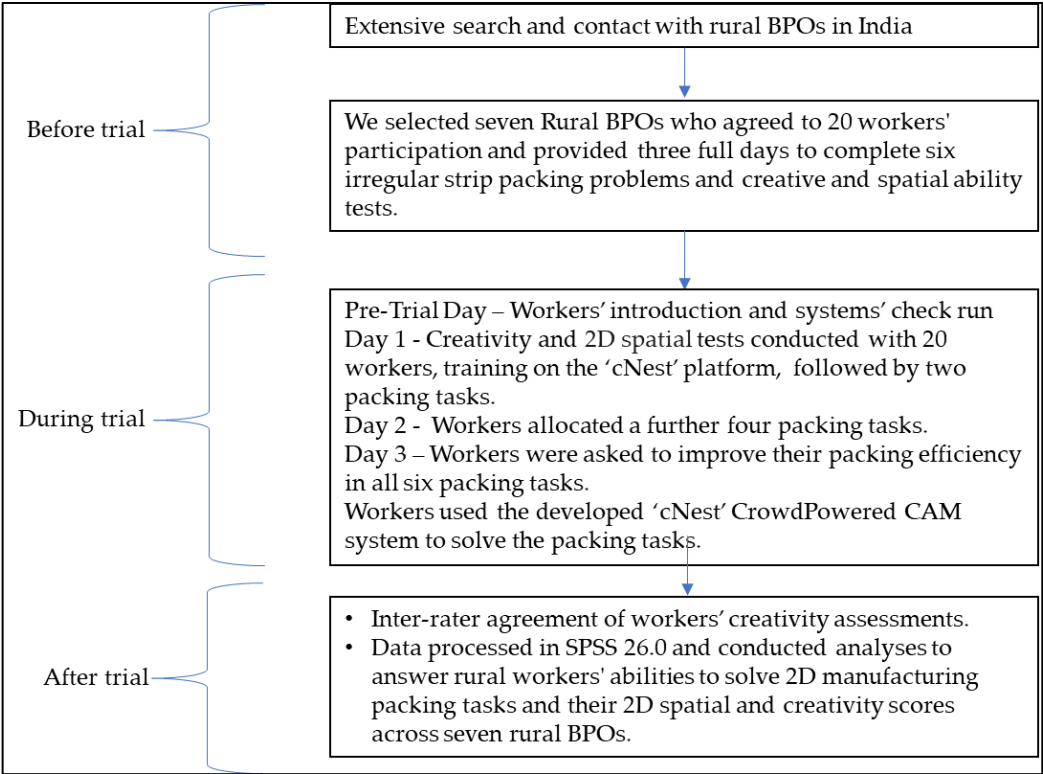 Extensive search and contact with rural BPOs in India
Before trial
We selected seven Rural BPOs who agreed to 20 workers'
participation and provided three full days to complete six
irregular strip packing problems and creative and spatial ability
tests.
During trial
Pre-Trial Day – Workers’ introduction and systems’ check run
Day 1 - Creativity and 2D spatial tests conducted with 20
workers, training on the ‘cNest’ platform, followed by two
packing tasks.
Day 2 - Workers allocated a further four packing tasks.
Day 3 – Workers were asked to improve their packing efficiency
in all six packing tasks.
Workers used the developed ‘cNest’ CrowdPowered CAM
system to solve the packing tasks.
After trial
• Inter-rater agreement of workers’ creativity assessments.
• Data processed in SPSS 26.0 and conducted analyses to
answer rural workers' abilities to solve 2D manufacturing
packing tasks and their 2D spatial and creativity scores
across seven rural BPOs.